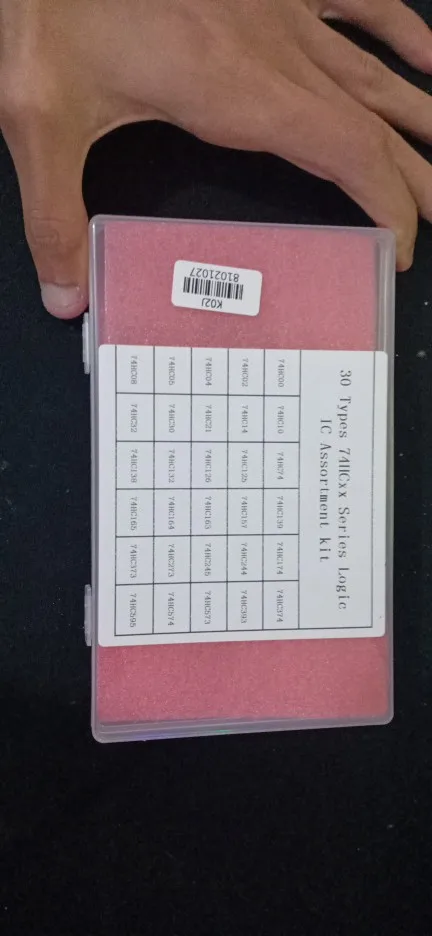 K02J
81021027
30 Types 74HCxx Series Logic
IC Assortment kit
74HC00 74HC10 74HC74 74HC139 74HC174 74HC374
74HC02 74HC14 74HC125 74HC157 74HC244 74HC393
74HC04 74HC21 74HC126 74HC163 74HC245 74HC573
74HC05 74HC30 74HC132 74HC164 74HC273 74HC574
74HC08 74HC32 74HC138 74HC165 74HC373 74HC595